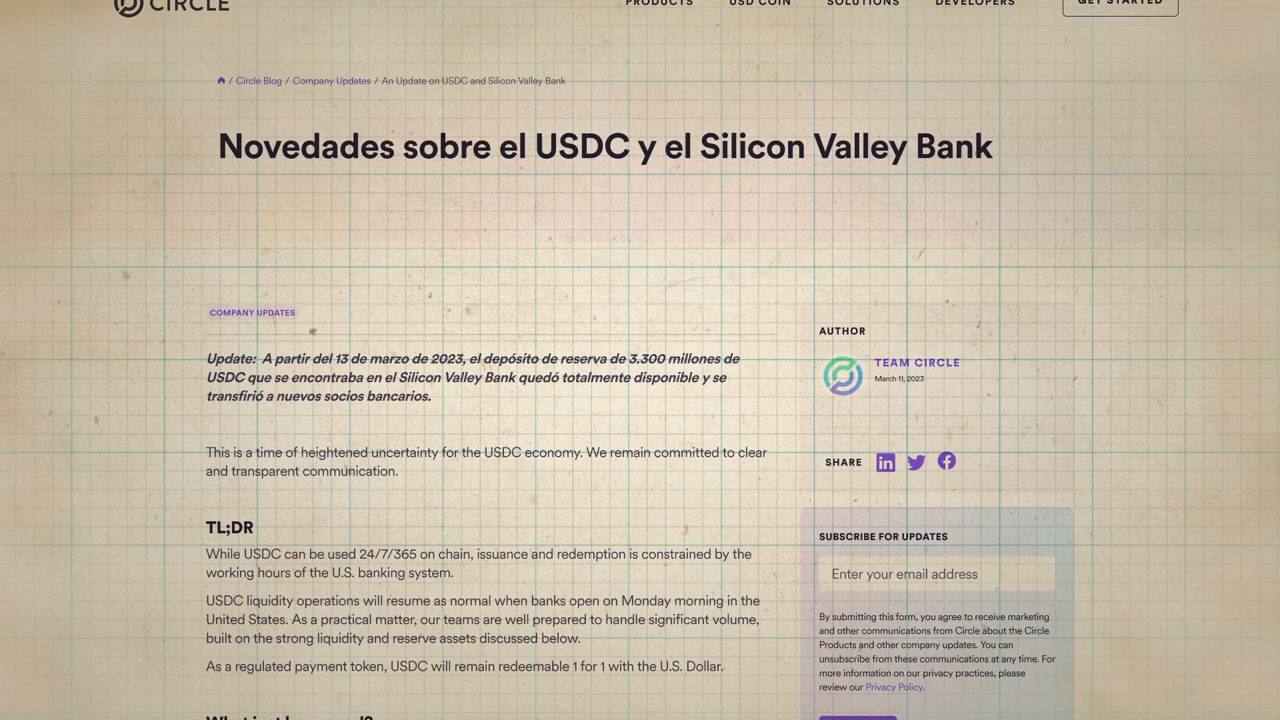 CIRCLE
PRODUCTS USD COIN SOLUTIONS DEVELOPERS GET STARTED
/ Circle Blog / Company Updates / An Update on USDC and Silicon Valley Bank
Novedades sobre el USDC y el Silicon Valley Bank
COMPANY UPDATES
Update: A partir del 13 de marzo de 2023, el depósito de reserva de 3.300 millones de
USDC que se encontraba en el Silicon Valley Bank quedó totalmente disponible y se
transfirió a nuevos socios bancarios.
This is a time of heightened uncertainty for the USDC economy. We remain committed to clear
and transparent communication.
TL;DR
While USDC can be used 24/7/365 on chain, issuance and redemption is constrained by the
working hours of the U.S. banking system.
USDC liquidity operations will resume as normal when banks open on Monday morning in the
United States. As a practical matter, our teams are well prepared to handle significant volume,
built on the strong liquidity and reserve assets discussed below.
As a regulated payment token, USDC will remain redeemable 1 for 1 with the U.S. Dollar.
AUTHOR
TEAM CIRCLE
March 11, 2023
SHARE
SUBSCRIBE FOR UPDATES
Enter your email address
By submitting this form, you agree to receive marketing
and other communications from Circle about the Circle
Products and other company updates. You can
unsubscribe from these communications at any time. For
more information on our privacy practices, please
review our Privacy Policy.